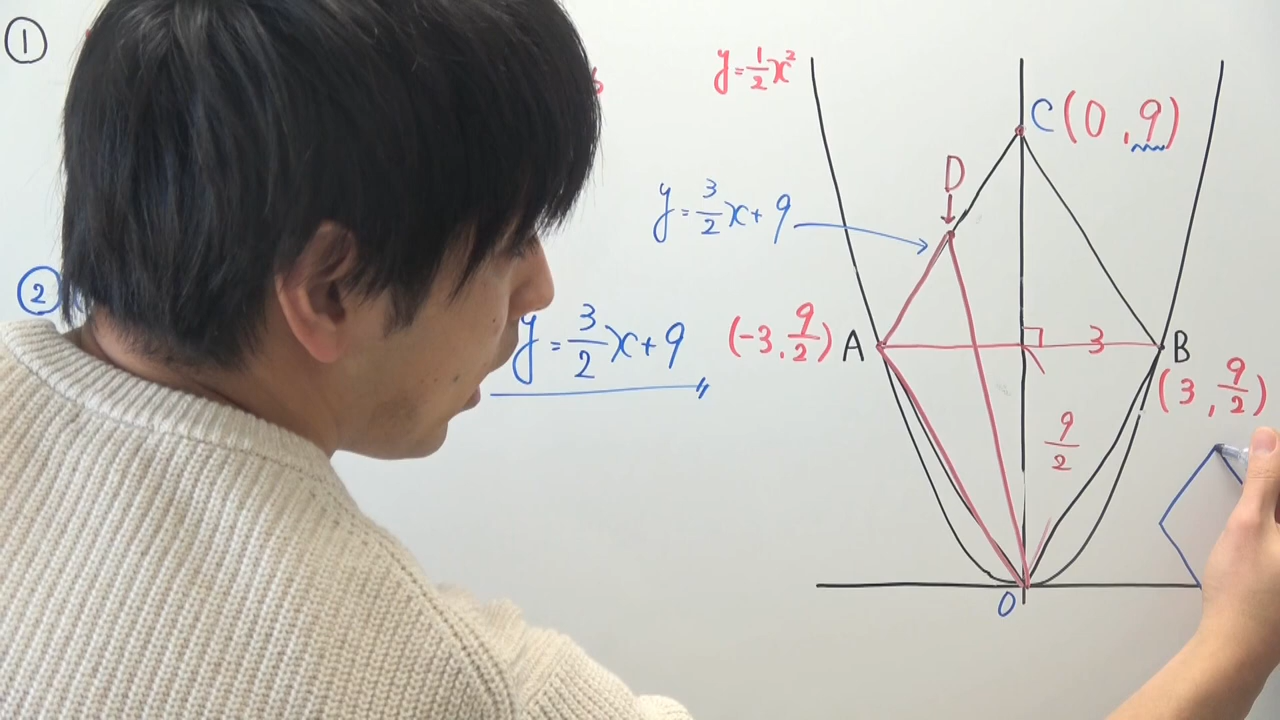 ①
y=1/2x²
C(0,9)
D
y=3/2x+9
②
y=3/2x+9
(-3,9/2)A
3
B
(3,9/2)
9/2
O